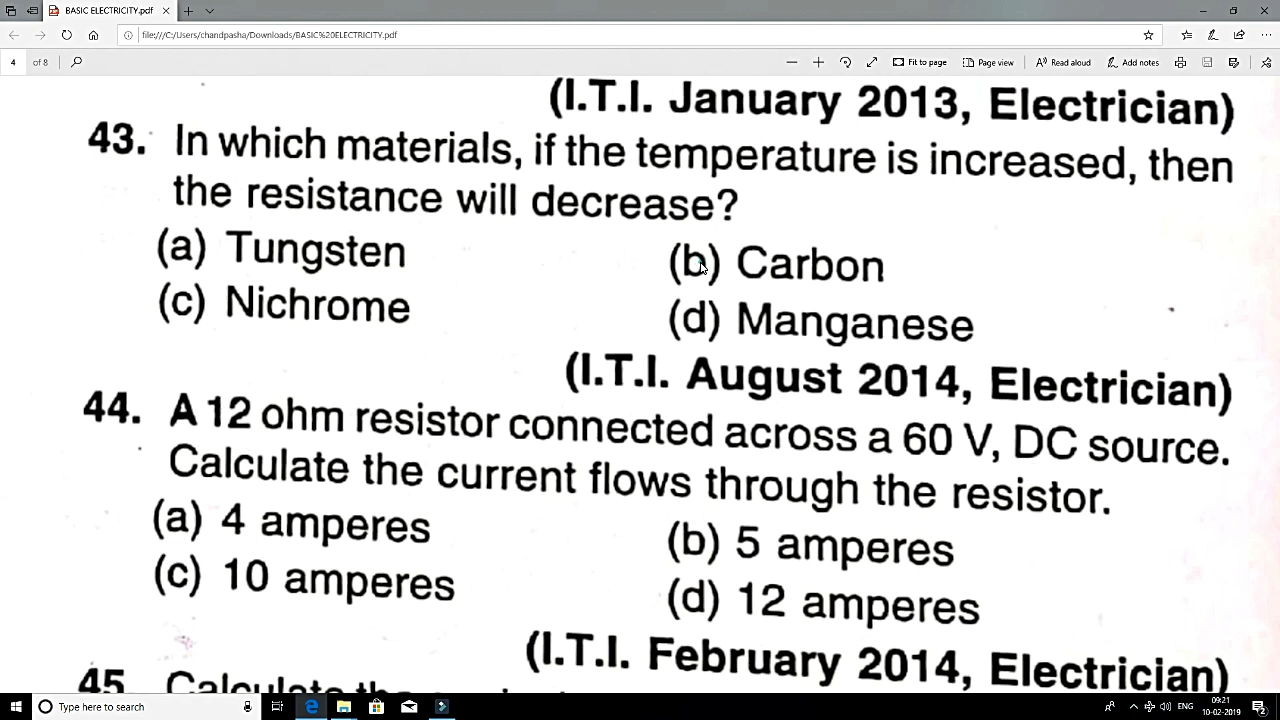 BASIC ELECTRICITY.pdf
file:///C:/Users/chandpasha/Downloads/BASIC%20ELECTRICITY.pdf
4 of 8 Fit to page Page view Read aloud Add notes
(I.T.I. January 2013, Electrician)
43. In which materials, if the temperature is increased, then
the resistance will decrease?
(a) Tungsten (b) Carbon
(c) Nichrome (d) Manganese
(I.T.I. August 2014, Electrician)
44. A 12 ohm resistor connected across a 60 V, DC source.
Calculate the current flows through the resistor.
(a) 4 amperes (b) 5 amperes
(c) 10 amperes (d) 12 amperes
(I.T.I. February 2014, Electrician)
45. Calculate the
Type here to search ENG 09:21
10-02-2019